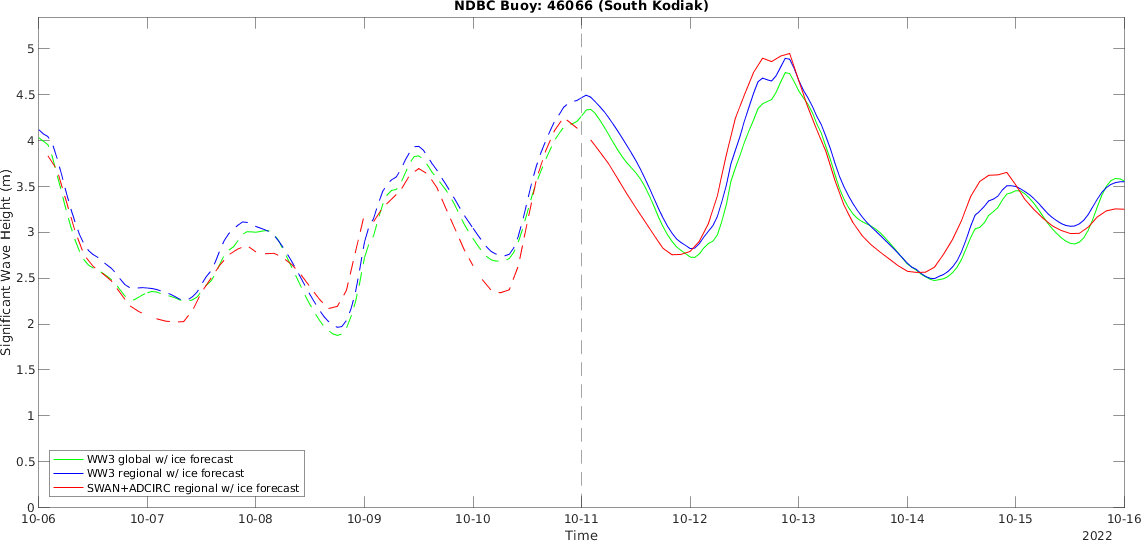 NDBC Buoy: 46066 (South Kodiak)
Significant Wave Height (m)
5
4.5
4
3.5
3
2.5
2
1.5
1
0.5
0
WW3 global w/ ice forecast
WW3 regional w/ ice forecast
SWAN+ADCIRC regional w/ ice forecast
10-06 10-07 10-08 10-09 10-10 10-11 10-12 10-13 10-14 10-15 10-16
Time
2022